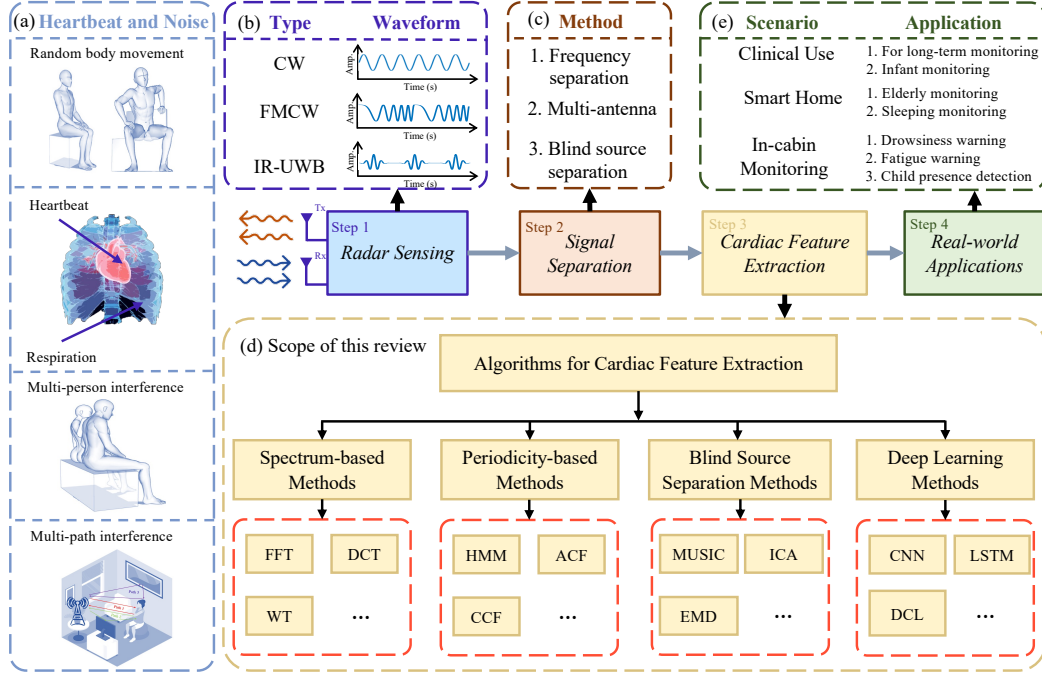 (a) Heartbeat and Noise
Random body movement
Heartbeat
Respiration
Multi-person interference
Multi-path interference
(b) Type Waveform
CW
Amp.
Time (s)
FMCW
Amp.
Time (s)
IR-UWB
Amp.
Time (s)
(c) Method
1. Frequency
separation
2. Multi-antenna
3. Blind source
separation
(e) Scenario Application
Clinical Use
1. For long-term monitoring
2. Infant monitoring
Smart Home
1. Elderly monitoring
2. Sleeping monitoring
In-cabin
Monitoring
1. Drowsiness warning
2. Fatigue warning
3. Child presence detection
Tx
Rx
Step 1
Radar Sensing
Step 2
Signal
Separation
Step 3
Cardiac Feature
Extraction
Step 4
Real-world
Applications
(d) Scope of this review
Algorithms for Cardiac Feature Extraction
Spectrum-based
Methods
Periodicity-based
Methods
Blind Source
Separation Methods
Deep Learning
Methods
FFT DCT
WT ...
HMM ACF
CCF ...
MUSIC ICA
EMD ...
CNN LSTM
DCL ...